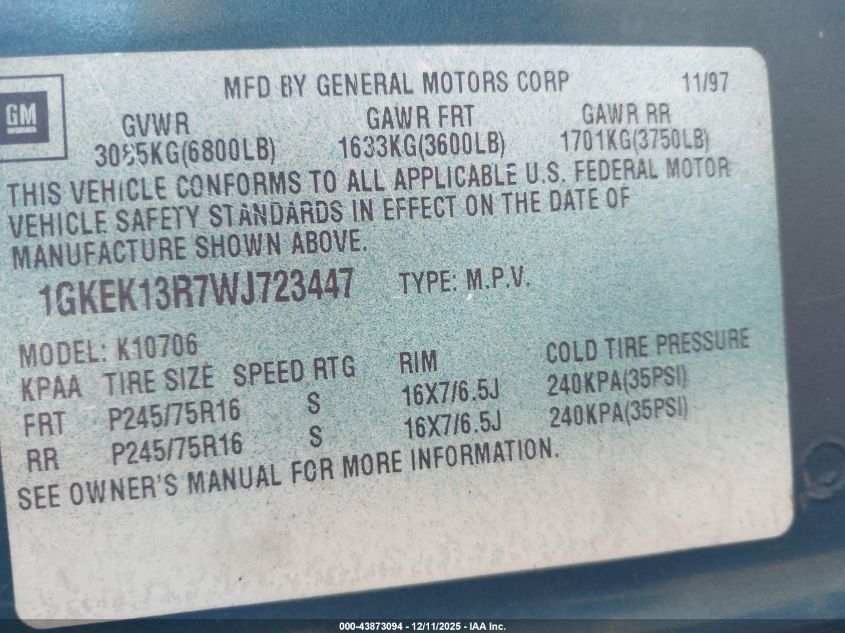 MFD BY GENERAL MOTORS CORP 11/97
GM
GVWR GAWR FRT GAWR RR
3085KG(6800LB) 1633KG(3600LB) 1701KG(3750LB)
THIS VEHICLE CONFORMS TO ALL APPLICABLE U.S. FEDERAL MOTOR
VEHICLE SAFETY STANDARDS IN EFFECT ON THE DATE OF
MANUFACTURE SHOWN ABOVE.
1GKEK13R7WJ723447 TYPE: M.P.V.
MODEL: K10706
KPAA TIRE SIZE SPEED RTG RIM COLD TIRE PRESSURE
FRT P245/75R16 S 16X7/6.5J 240KPA(35PSI)
RR P245/75R16 S 16X7/6.5J 240KPA(35PSI)
SEE OWNER'S MANUAL FOR MORE INFORMATION.
000-43873094 - 12/11/2025 - IAA Inc.